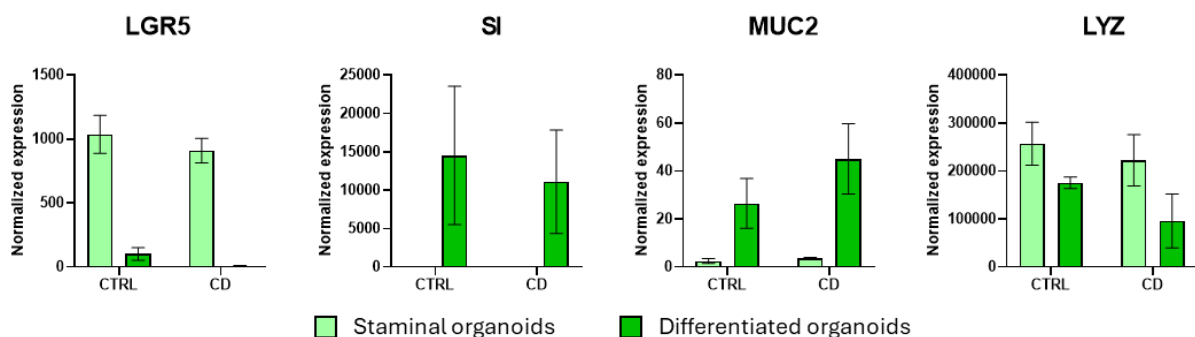 LGR5
Normalized expression
1500
1000
500
0
CTRL
CD
SI
Normalized expression
25000
20000
15000
10000
5000
0
CTRL
CD
MUC2
Normalized expression
80
60
40
20
0
CTRL
CD
LYZ
Normalized expression
400000
300000
200000
100000
0
CTRL
CD
Staminal organoids
Differentiated organoids